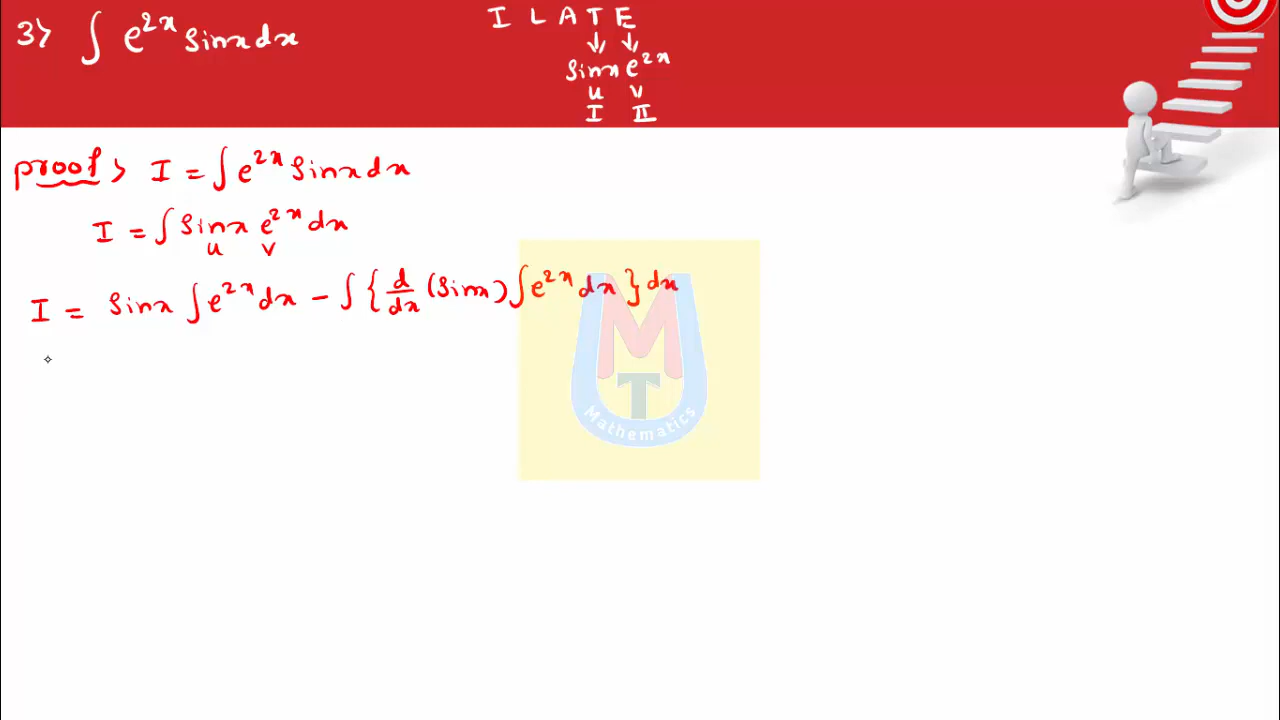 3> ∫ e^{2x} sinx dx
I L A T E
↓ ↓
sinx e^{2x}
u v
I II
proof> I = ∫ e^{2x} sinx dx
I = ∫ sinx e^{2x} dx
u v
I = sinx ∫ e^{2x} dx - ∫ { d/dx (sinx) ∫ e^{2x} dx } dx
U M T
Mathematics